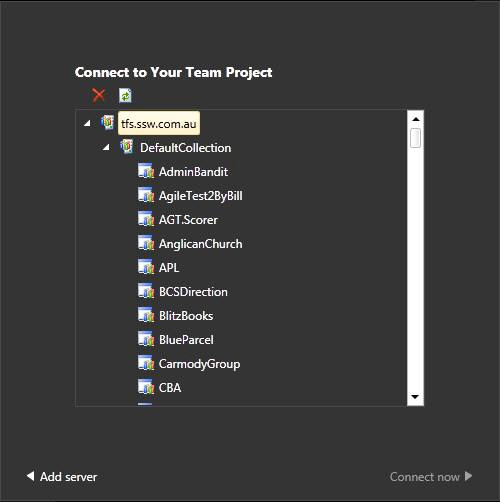 Connect to Your Team Project
tfs.ssw.com.au
DefaultCollection
AdminBandit
AgileTest2ByBill
AGT.Scorer
AnglicanChurch
APL
BCSDirection
BlitzBooks
BlueParcel
CarmodyGroup
CBA
Add server
Connect now